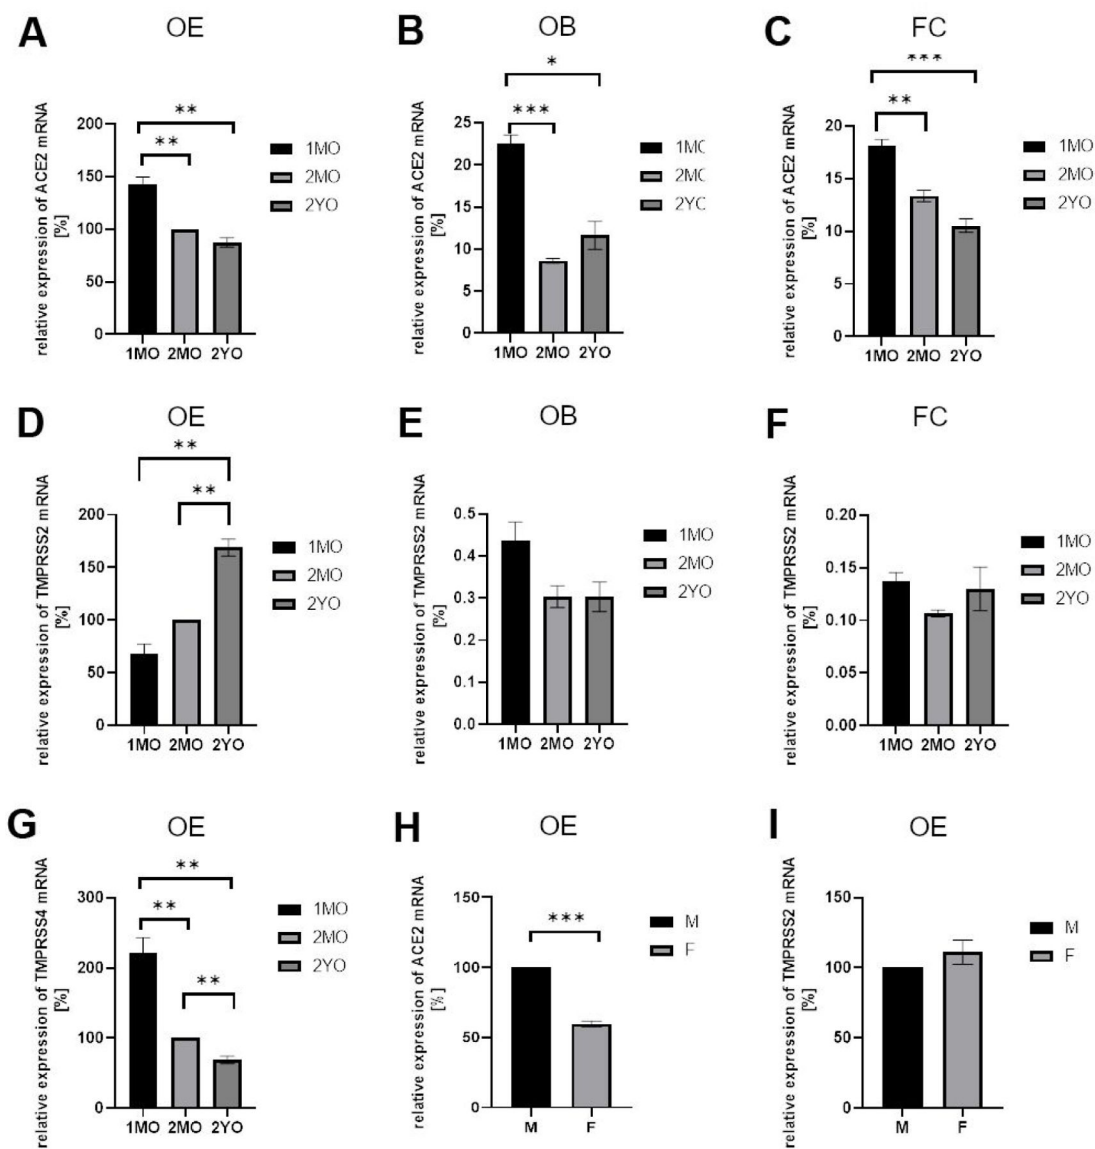 A
OE
relative expression of ACE2 mRNA
[%]
200
150
100
50
0
**
**
1MO
2MO
2YO
1MO 2MO 2YO
B
OB
relative expression of ACE2 mRNA
[%]
25
20
15
10
5
0
*
***
1MC
2MC
2YC
1MO 2MO 2YO
C
FC
relative expression of ACE2 mRNA
[%]
20
15
10
5
0
***
**
1MO
2MO
2YO
1MO 2MO 2YO
D
OE
relative expression of TMPRSS2 mRNA
[%]
200
150
100
50
0
**
**
1MO
2MO
2YO
1MO 2MO 2YO
E
OB
relative expression of TMPRSS2 mRNA
[%]
0.5
0.4
0.3
0.2
0.1
0.0
1MO
2MO
2YO
1MO 2MO 2YO
F
FC
relative expression of TMPRSS2 mRNA
[%]
0.20
0.15
0.10
0.05
0.00
1MO
2MO
2YO
1MO 2MO 2YO
G
OE
relative expression of TMPRSS4 mRNA
[%]
300
200
100
0
**
**
**
1MO
2MO
2YO
1MO 2MO 2YO
H
OE
relative expression of ACE2 mRNA
[%]
150
100
50
0
***
M
F
M F
I
OE
relative expression of TMPRSS2 mRNA
[%]
150
100
50
0
M
F
M F